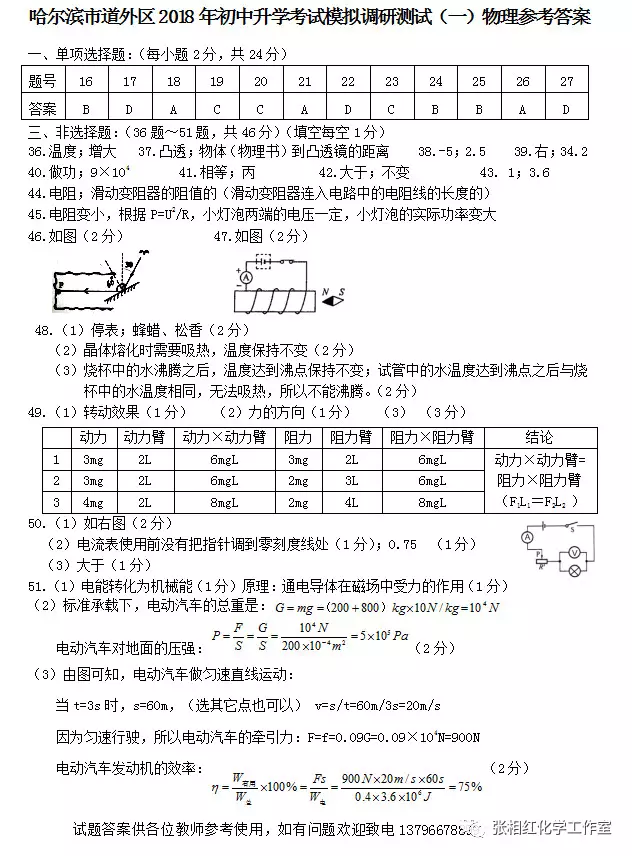 哈尔滨市道外区 2018 年初中升学考试模拟调研测试（一）物理参考答案
一、单项选择题:（每小题 2 分，共 24 分）
题号 16 17 18 19 20 21 22 23 24 25 26 27
答案 B D A C C A D C B B A D
三、非选择题:（36 题～51 题，共 46 分）（填空每空 1 分）
36.温度；增大 37.凸透；物体（物理书）到凸透镜的距离 38.-5；2.5 39.右；34.2
40.做功；9×10⁴ 41.相等；丙 42.大于；不变 43. 1；3.6
44.电阻；滑动变阻器的阻值的（滑动变阻器连入电路中的电阻线的长度的）
45.电阻变小，根据 P=U²/R，小灯泡两端的电压一定，小灯泡的实际功率变大
46.如图（2 分） 47.如图（2 分）
P
A
+
−
N S
48.（1）停表；蜂蜡、松香（2 分）
（2）晶体熔化时需要吸热，温度保持不变（2 分）
（3）烧杯中的水沸腾之后，温度达到沸点保持不变；试管中的水温度达到沸点之后与烧
杯中的水温度相同，无法吸热，所以不能沸腾。（2 分）
49.（1）转动效果（1 分） （2）力的方向（1 分） （3）（3 分）
动力 动力臂 动力×动力臂 阻力 阻力臂 阻力×阻力臂 结论
1 3mg 2L 6mgL 3mg 2L 6mgL 动力×动力臂=
2 3mg 2L 6mgL 2mg 3L 6mgL 阻力×阻力臂
3 4mg 2L 8mgL 2mg 4L 8mgL （F₁L₁＝F₂L₂ ）
50.（1）如右图（2 分）
S
A
P
R'
V
（2）电流表使用前没有把指针调到零刻度线处（1 分）；0.75 （1 分）
（3）大于（1 分）
51.（1）电能转化为机械能（1 分）原理：通电导体在磁场中受力的作用（1 分）
（2）标准承载下，电动汽车的总重是：G = mg =（200 + 800）kg×10N / kg=10⁴ N
电动汽车对地面的压强：P = F/S = G/S = 10⁴ N / 200×10⁻⁴ m² = 5×10⁵ Pa （2 分）
（3）由图可知，电动汽车做匀速直线运动：
当 t=3s 时，s=60m，（选其它点也可以） v=s/t=60m/3s=20m/s
因为匀速行驶，所以电动汽车的牵引力：F=f=0.09G=0.09×10⁴N=900N
电动汽车发动机的效率：η = W有用/W总 ×100% = Fs/W电 = 900 N×20m / s×60s / 0.4×3.6×10⁶ J = 75% （2 分）
试题答案供各位教师参考使用，如有问题欢迎致电
张相红化学工作室